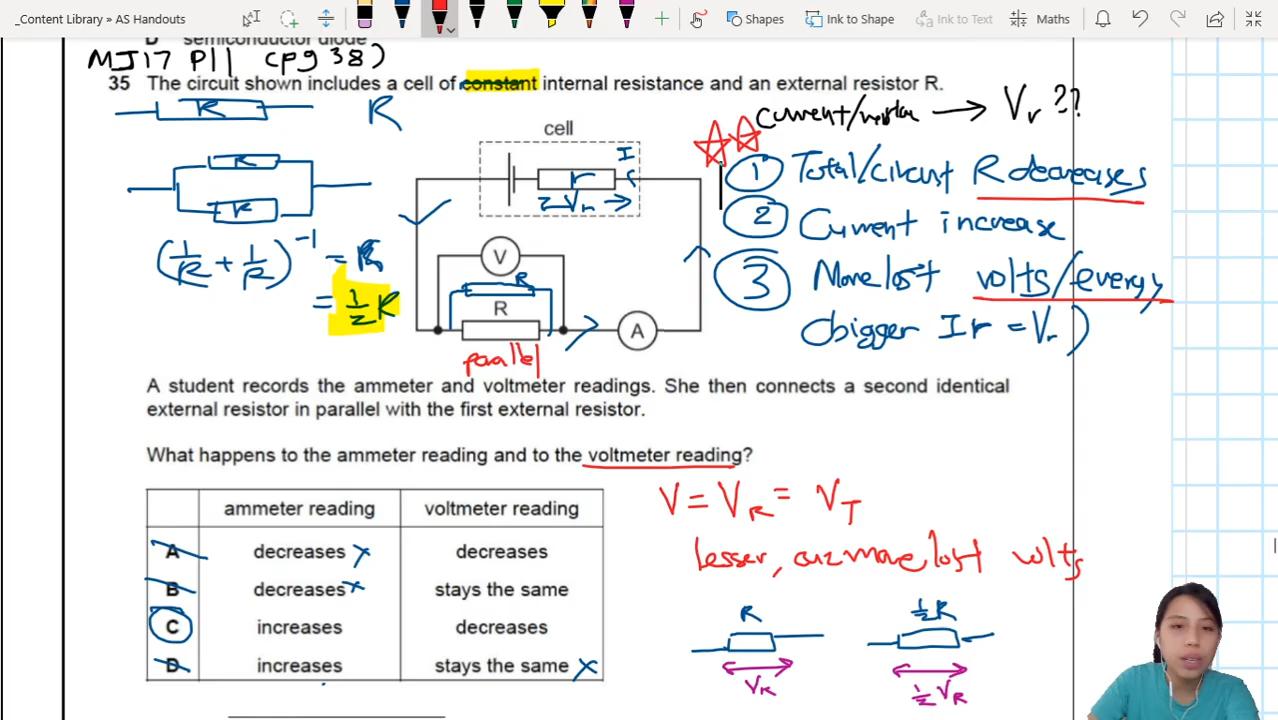 _Content Library » AS Handouts
Shapes
Ink to Shape
Ink to Text
Maths
D semiconductor diode
MJ17 P11 (pg 38)
35 The circuit shown includes a cell of constant internal resistance and an external resistor R.
R R
cell
current/ → Vr ??
I
r
Vr
① Total/circuit R decreases
② Current increase
③ More lost volts/energy
(bigger Ir = Vr)
R
R
(1/R + 1/R)⁻¹ = R
= 1/2 R
V
R
R
A
parallel
A student records the ammeter and voltmeter readings. She then connects a second identical
external resistor in parallel with the first external resistor.
What happens to the ammeter reading and to the voltmeter reading?
V = VR = VT
lesser, cuz more lost volts
ammeter reading voltmeter reading
A decreases x decreases
B decreases x stays the same
C increases decreases
D increases stays the same x
R 1/2 R
VR 1/2 VR